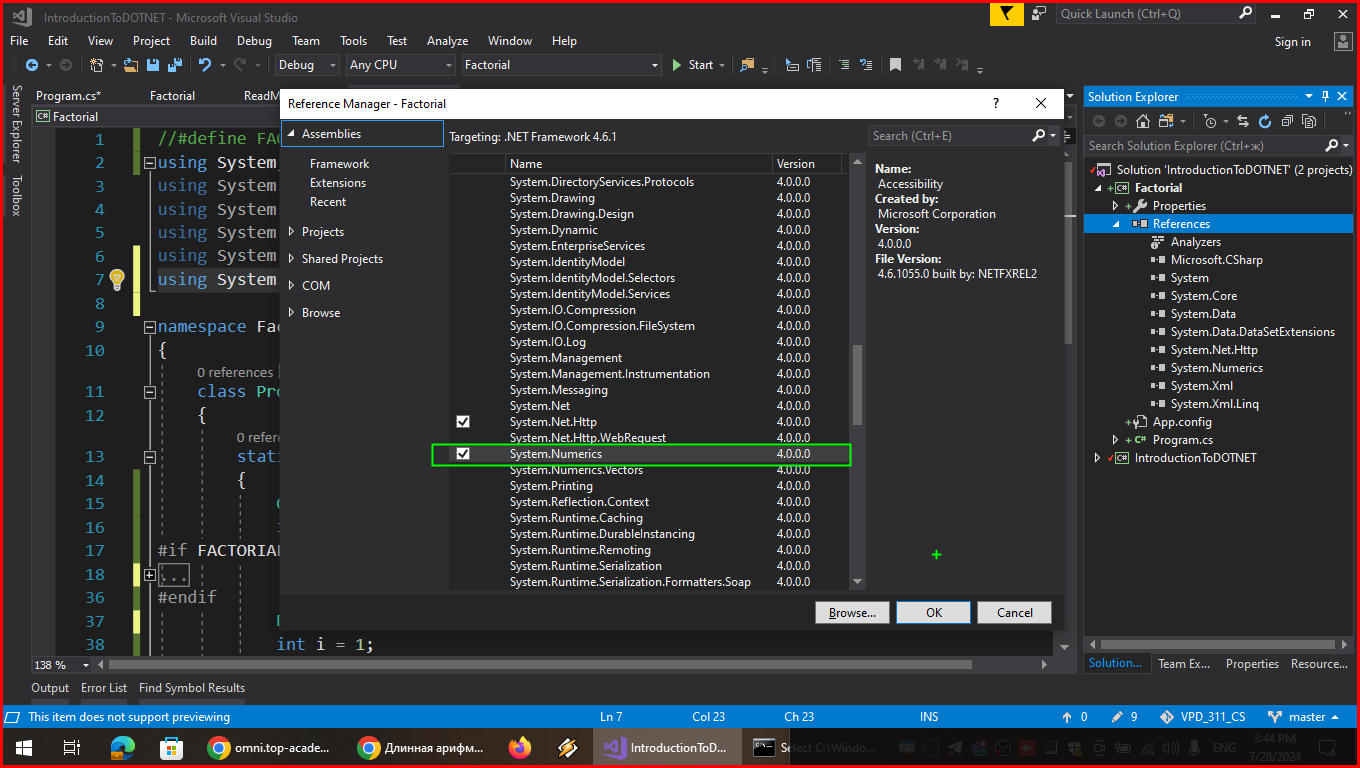 IntroductionToDOTNET - Microsoft Visual Studio
Quick Launch (Ctrl+Q)
File Edit View Project Build Debug Team Tools Test Analyze Window Help
Sign in
Debug Any CPU Factorial Start
Server Explorer
Toolbox
Program.cs* Factorial ReadM
C# Factorial
1 //#define FAC
2 using System
3 using System
4 using System
5 using System
6 using System
7 using System
8
9 namespace Fac
10 {
0 references
11 class Pro
12 {
0 refere
13 stati
14 {
15
16
17 #if FACTORIAL
18 ...
36 #endif
37
38 int i = 1;
138 %
Reference Manager - Factorial
?
Assemblies
Framework
Extensions
Recent
Projects
Shared Projects
COM
Browse
Targeting: .NET Framework 4.6.1
Search (Ctrl+E)
Name Version
System.DirectoryServices.Protocols 4.0.0.0
System.Drawing 4.0.0.0
System.Drawing.Design 4.0.0.0
System.Dynamic 4.0.0.0
System.EnterpriseServices 4.0.0.0
System.IdentityModel 4.0.0.0
System.IdentityModel.Selectors 4.0.0.0
System.IdentityModel.Services 4.0.0.0
System.IO.Compression 4.0.0.0
System.IO.Compression.FileSystem 4.0.0.0
System.IO.Log 4.0.0.0
System.Management 4.0.0.0
System.Management.Instrumentation 4.0.0.0
System.Messaging 4.0.0.0
System.Net 4.0.0.0
System.Net.Http 4.0.0.0
System.Net.Http.WebRequest 4.0.0.0
System.Numerics 4.0.0.0
System.Numerics.Vectors 4.0.0.0
System.Printing 4.0.0.0
System.Reflection.Context 4.0.0.0
System.Runtime.Caching 4.0.0.0
System.Runtime.DurableInstancing 4.0.0.0
System.Runtime.Remoting 4.0.0.0
System.Runtime.Serialization 4.0.0.0
System.Runtime.Serialization.Formatters.Soap 4.0.0.0
Name:
Accessibility
Created by:
Microsoft Corporation
Version:
4.0.0.0
File Version:
4.6.1055.0 built by: NETFXREL2
Browse... OK Cancel
Solution Explorer
Search Solution Explorer (Ctrl+ж)
Solution 'IntroductionToDOTNET' (2 projects)
C# Factorial
Properties
References
Analyzers
Microsoft.CSharp
System
System.Core
System.Data
System.Data.DataSetExtensions
System.Net.Http
System.Numerics
System.Xml
System.Xml.Linq
App.config
C# Program.cs
C# IntroductionToDOTNET
Solution... Team Ex... Properties Resource...
Output Error List Find Symbol Results
This item does not support previewing Ln 7 Col 23 Ch 23 INS 0 9 VPD_311_CS master
omni.top-acade... Длинная арифм... IntroductionToD... Select C:\Window... ENG 3:44 PM
7/28/2024